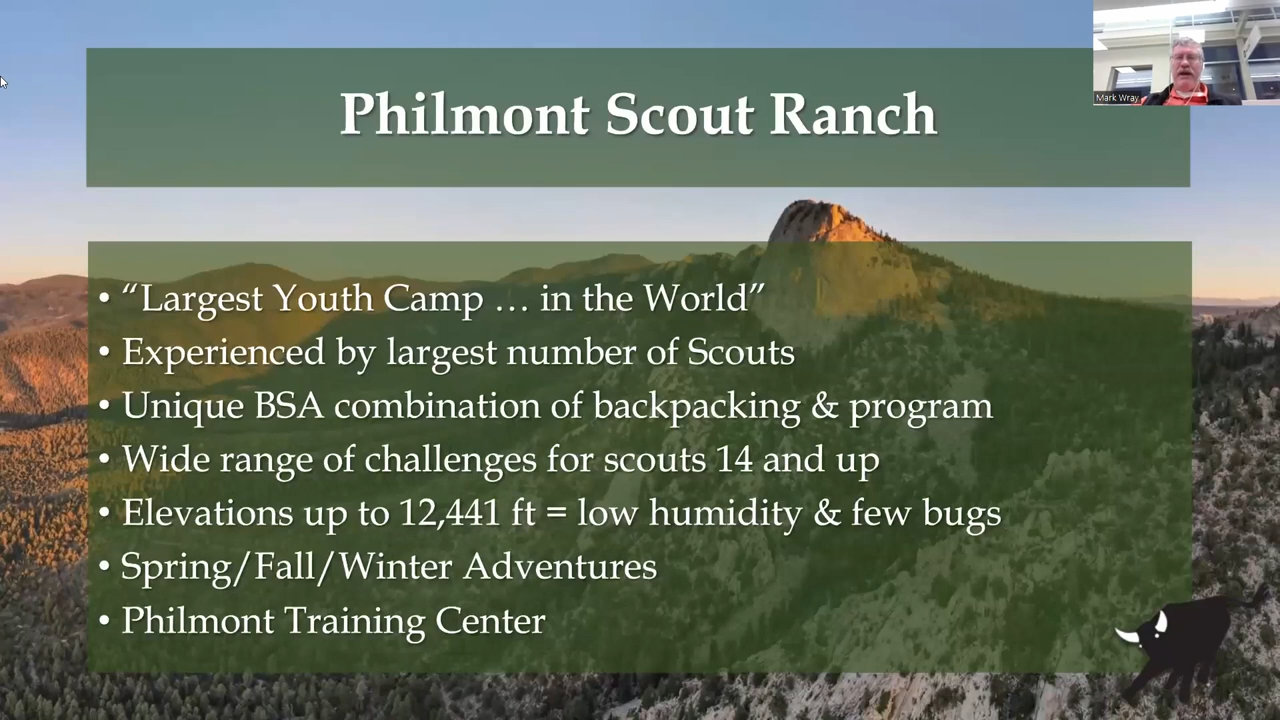 Mark Wray
Philmont Scout Ranch
• “Largest Youth Camp … in the World”
• Experienced by largest number of Scouts
• Unique BSA combination of backpacking & program
• Wide range of challenges for scouts 14 and up
• Elevations up to 12,441 ft = low humidity & few bugs
• Spring/Fall/Winter Adventures
• Philmont Training Center